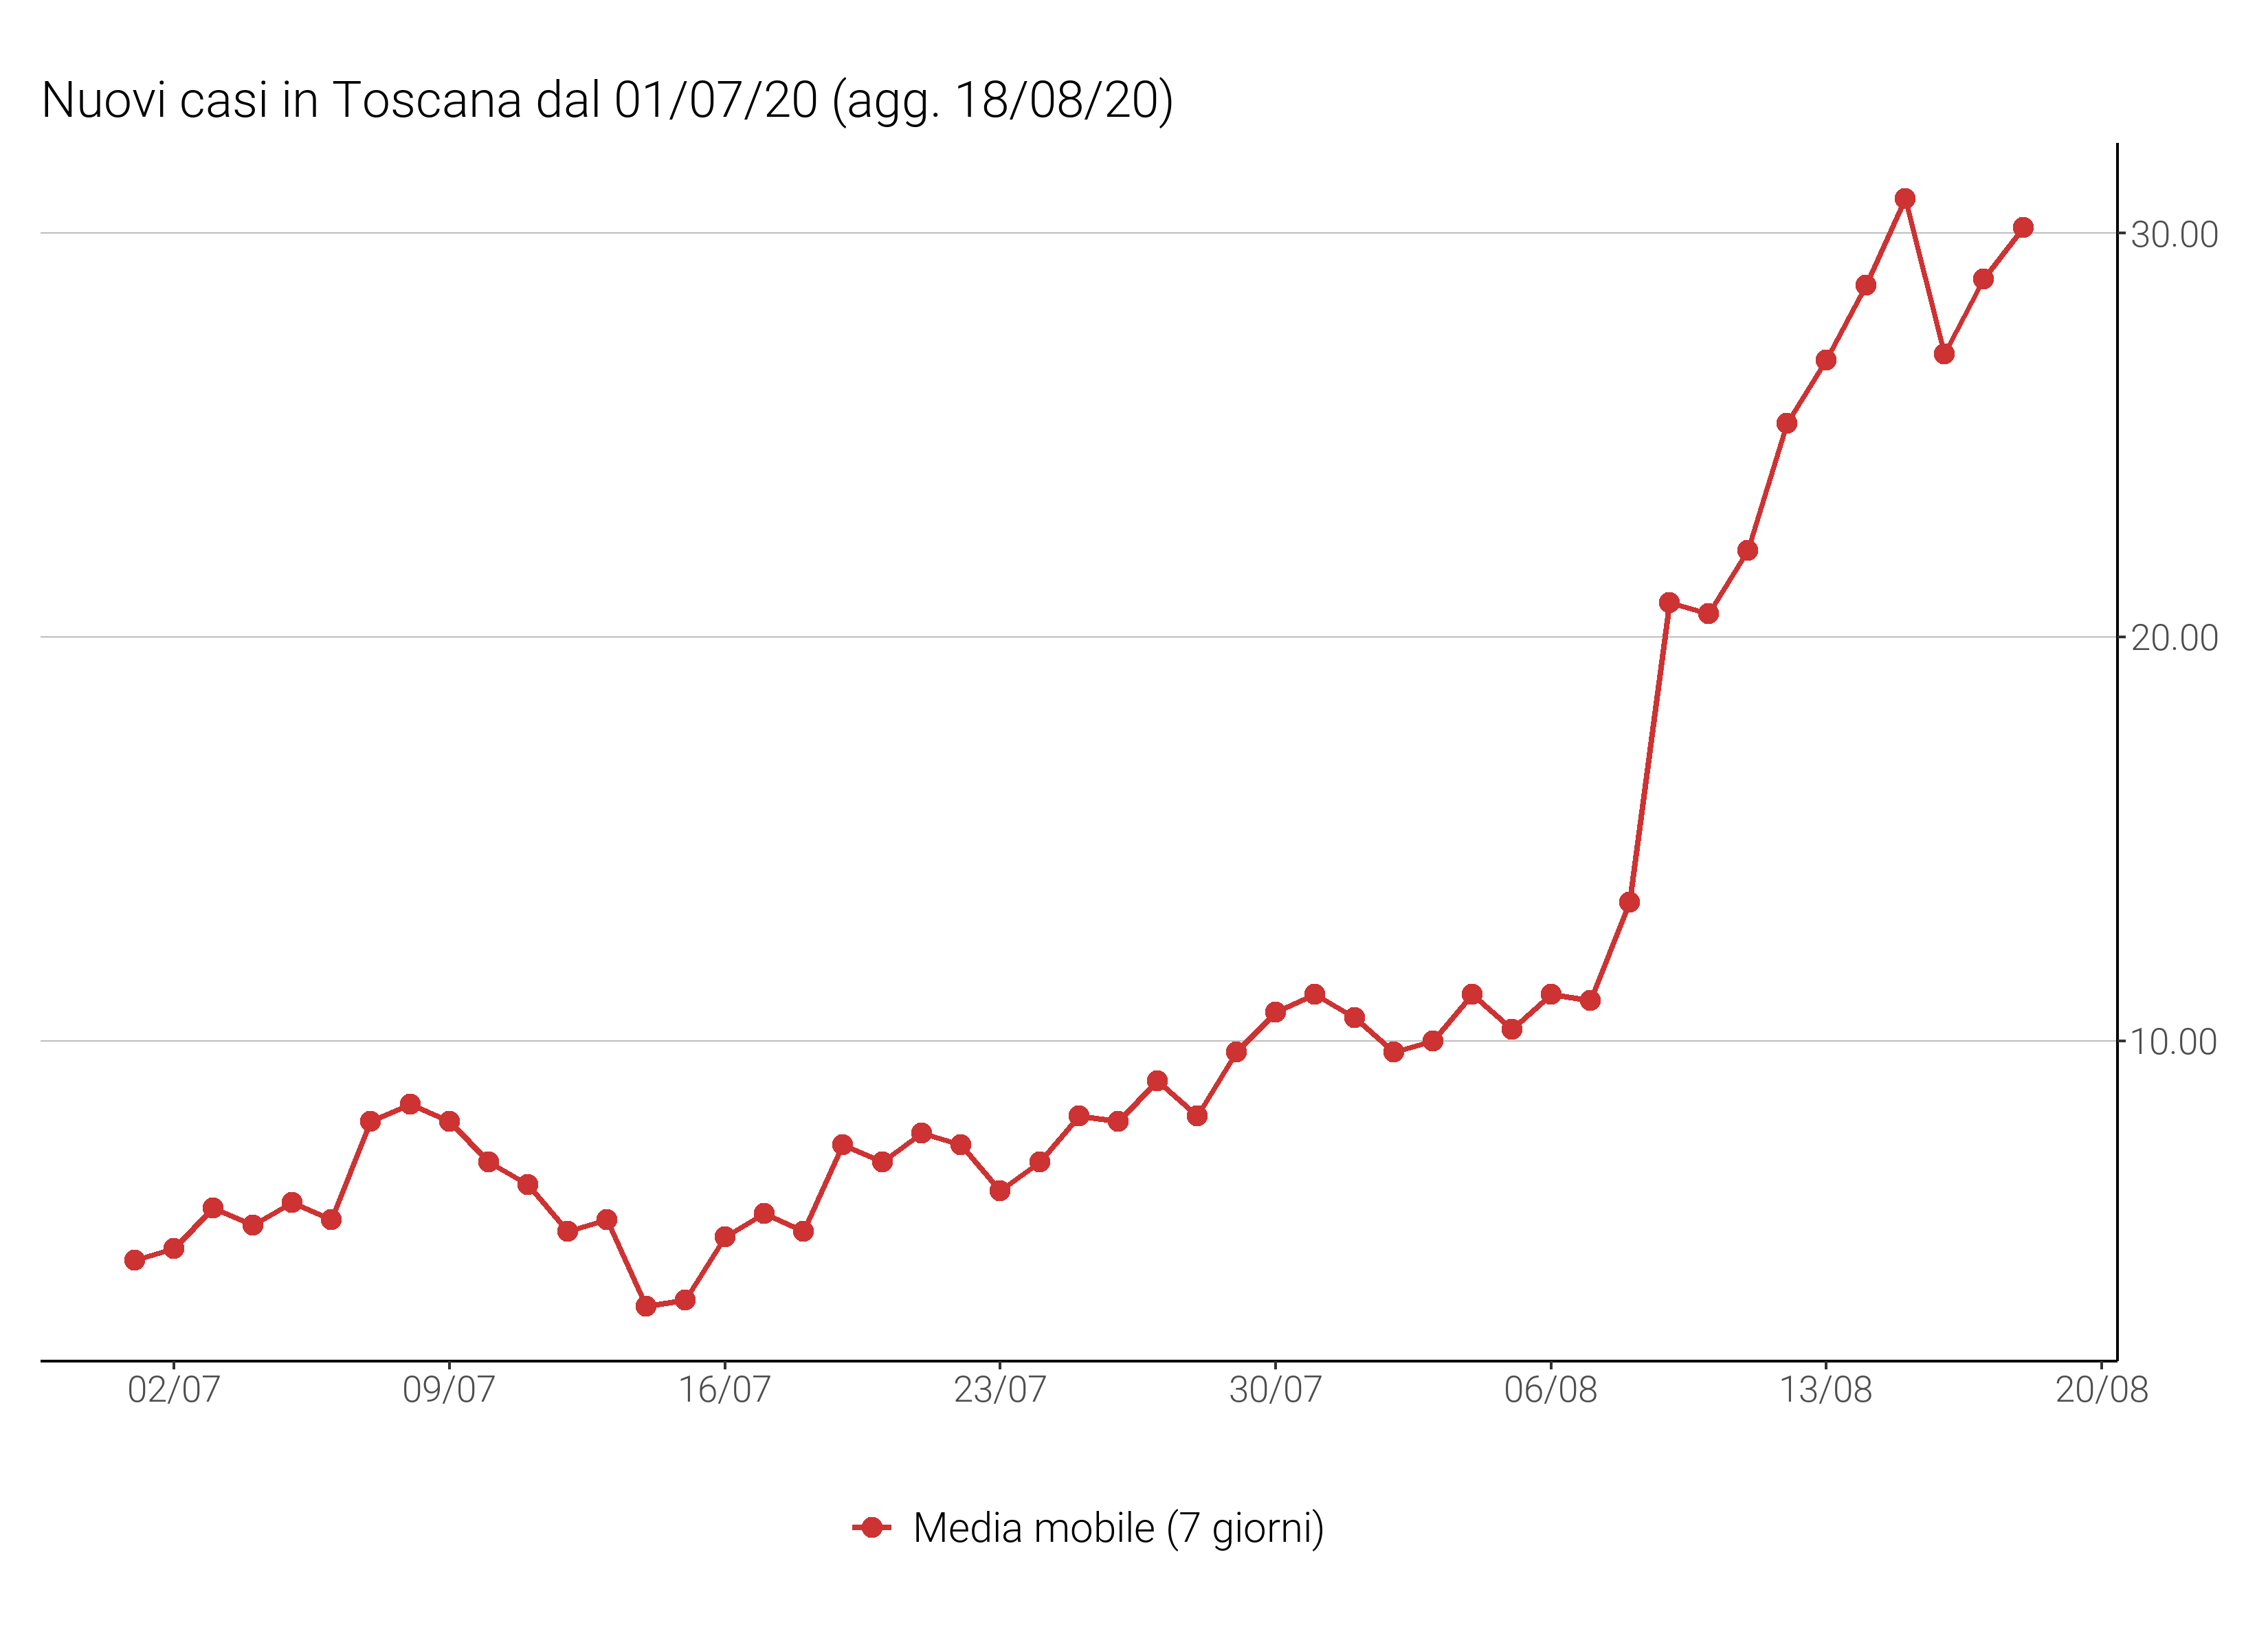 Nuovi casi in Toscana dal 01/07/20 (agg. 18/08/20)
30.00
20.00
10.00
02/07 09/07 16/07 23/07 30/07 06/08 13/08 20/08
Media mobile (7 giorni)